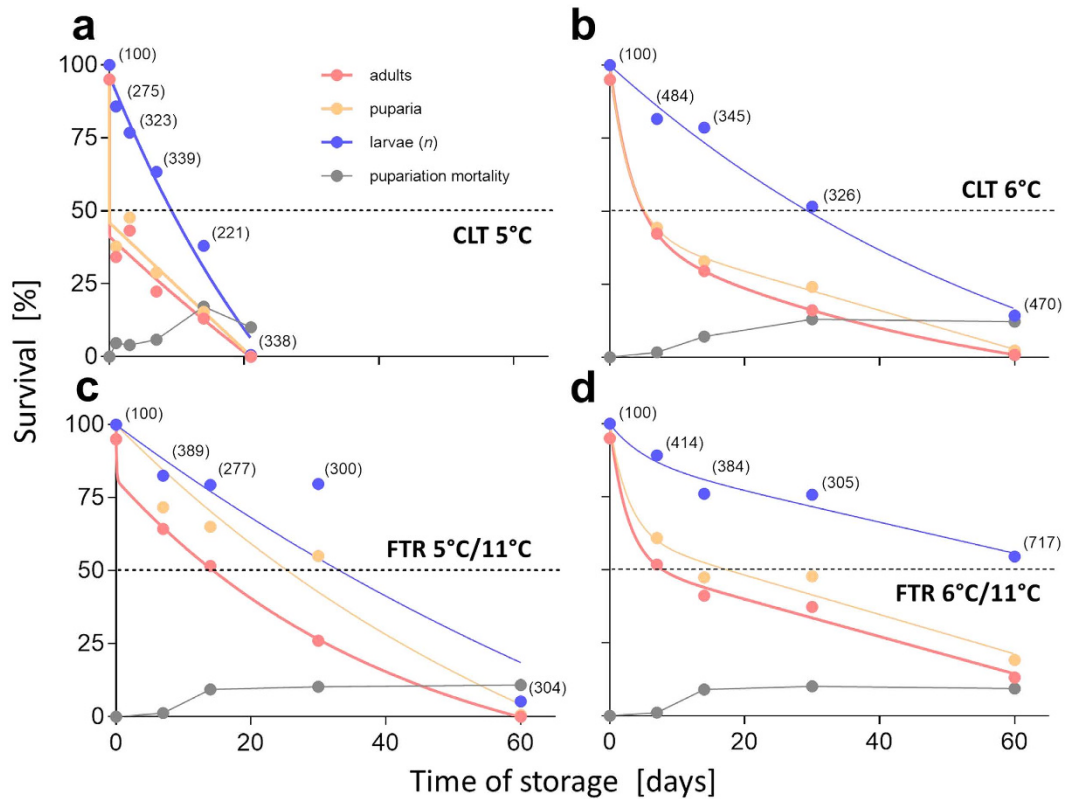 a
(100)
100
(275)
(323)
75
(339)
50
(221)
25
(338)
0
adults
puparia
larvae (n)
pupariation mortality
CLT 5°C
b
(100)
(484)
(345)
(326)
CLT 6°C
(470)
c
(100)
100
(389)
(277)
(300)
75
FTR 5°C/11°C
50
25
(304)
0
0 20 40 60
d
(100)
(414)
(384)
(305)
(717)
FTR 6°C/11°C
0 20 40 60
Survival [%]
Time of storage [days]